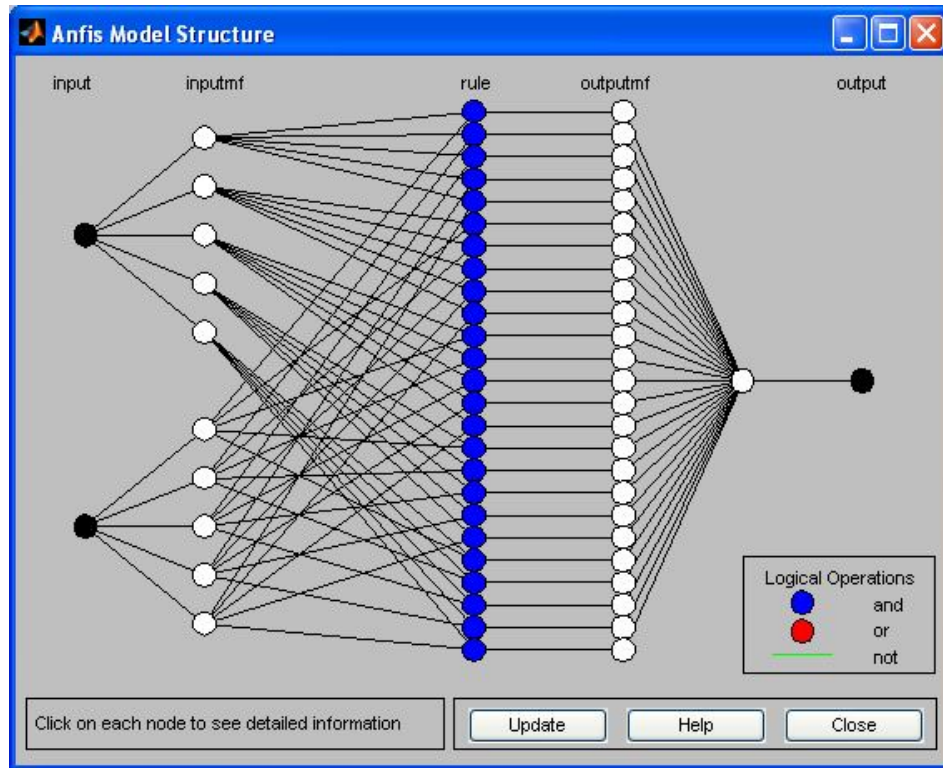 Anfis Model Structure
input inputmf rule outputmf output
Logical Operations
and
or
not
Click on each node to see detailed information
Update Help Close